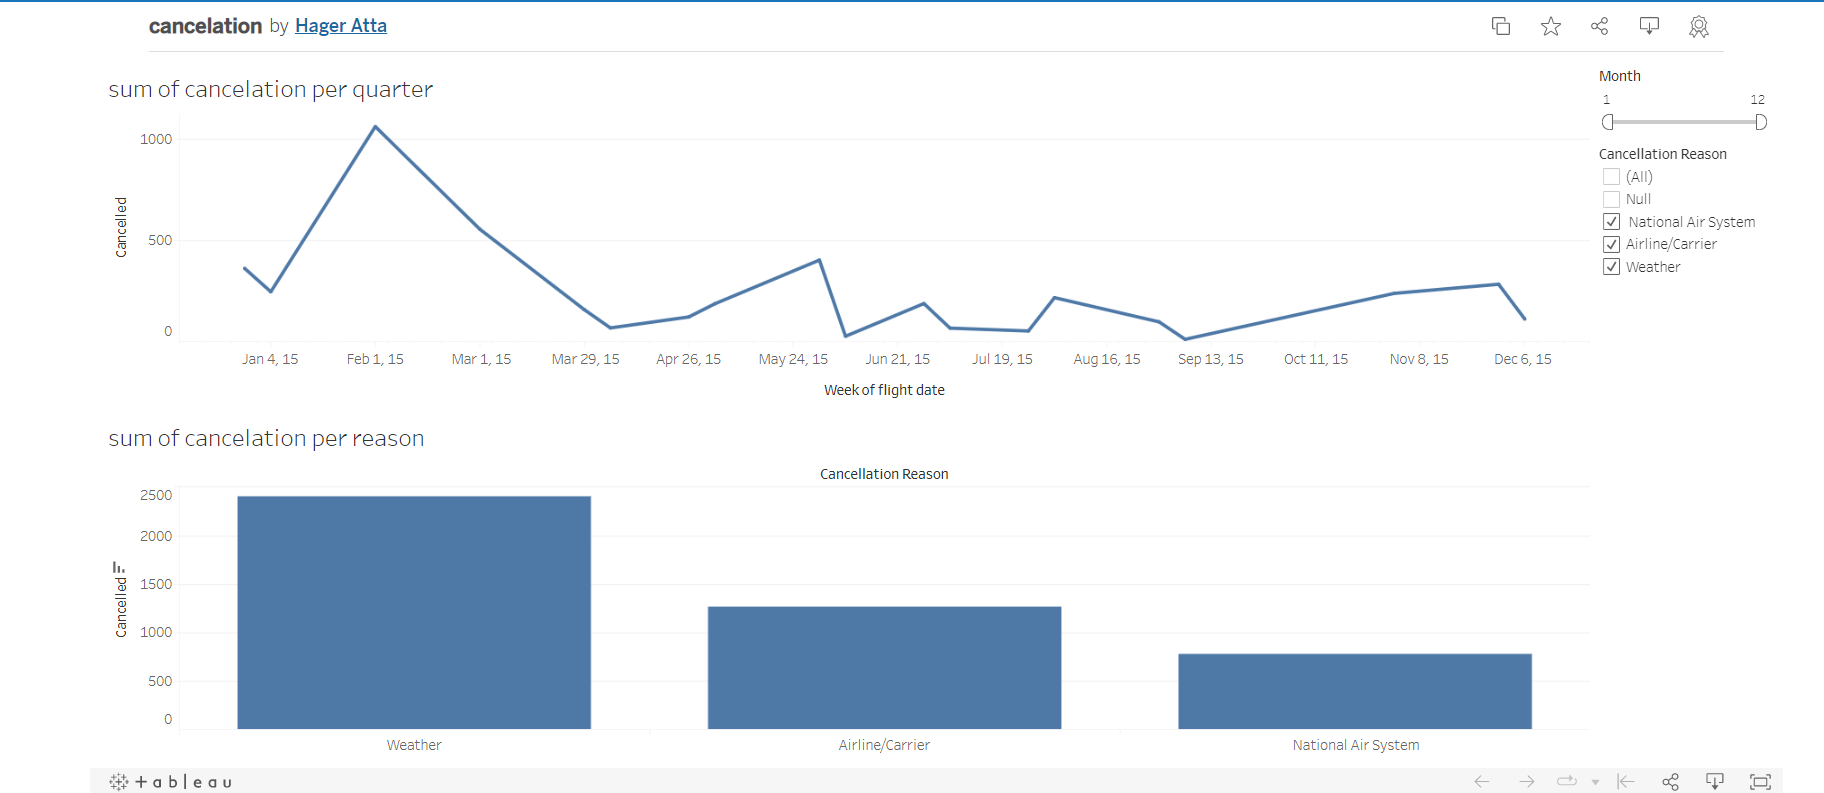 cancelation by Hager Atta
sum of cancelation per quarter
Cancelled
1000
500
0
Jan 4, 15 Feb 1, 15 Mar 1, 15 Mar 29, 15 Apr 26, 15 May 24, 15 Jun 21, 15 Jul 19, 15 Aug 16, 15 Sep 13, 15 Oct 11, 15 Nov 8, 15 Dec 6, 15
Week of flight date
Month
1 12
Cancellation Reason
(All)
Null
National Air System
Airline/Carrier
Weather
sum of cancelation per reason
Cancellation Reason
Cancelled
2500
2000
1500
1000
500
0
Weather Airline/Carrier National Air System
+ableau